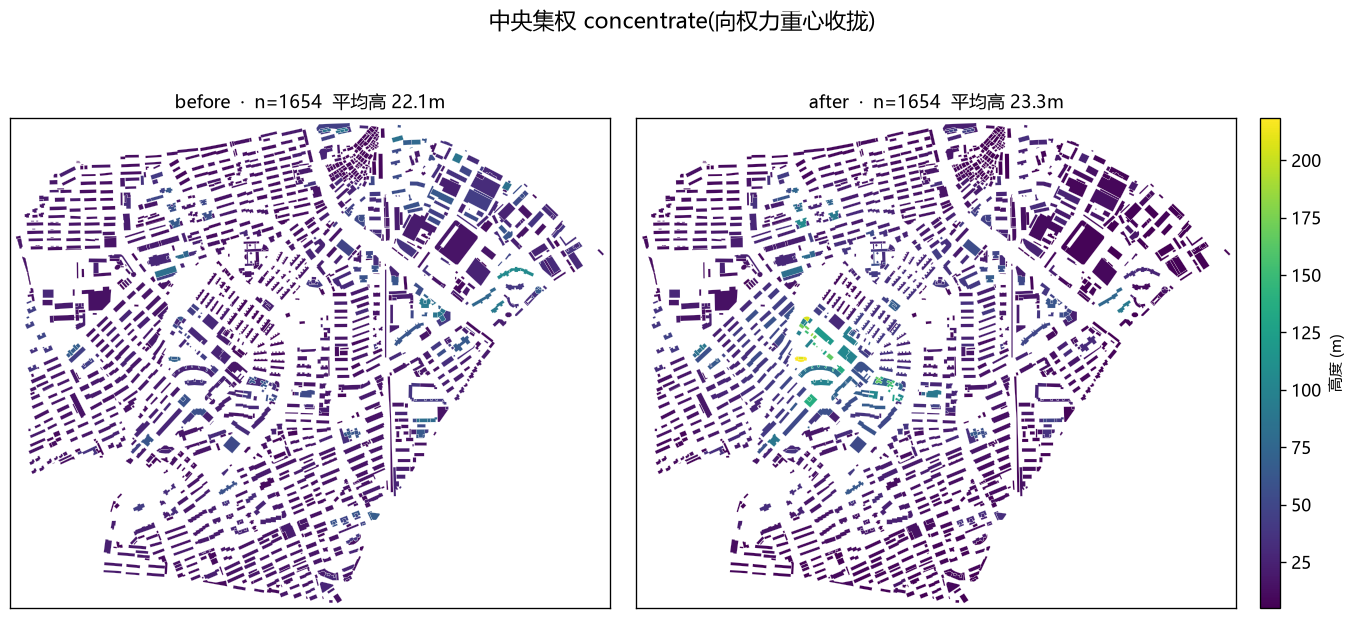 中央集权 concentrate(向权力重心收拢)
before · n=1654 平均高 22.1m
after · n=1654 平均高 23.3m
200
175
150
125
100
75
50
25
高度 (m)